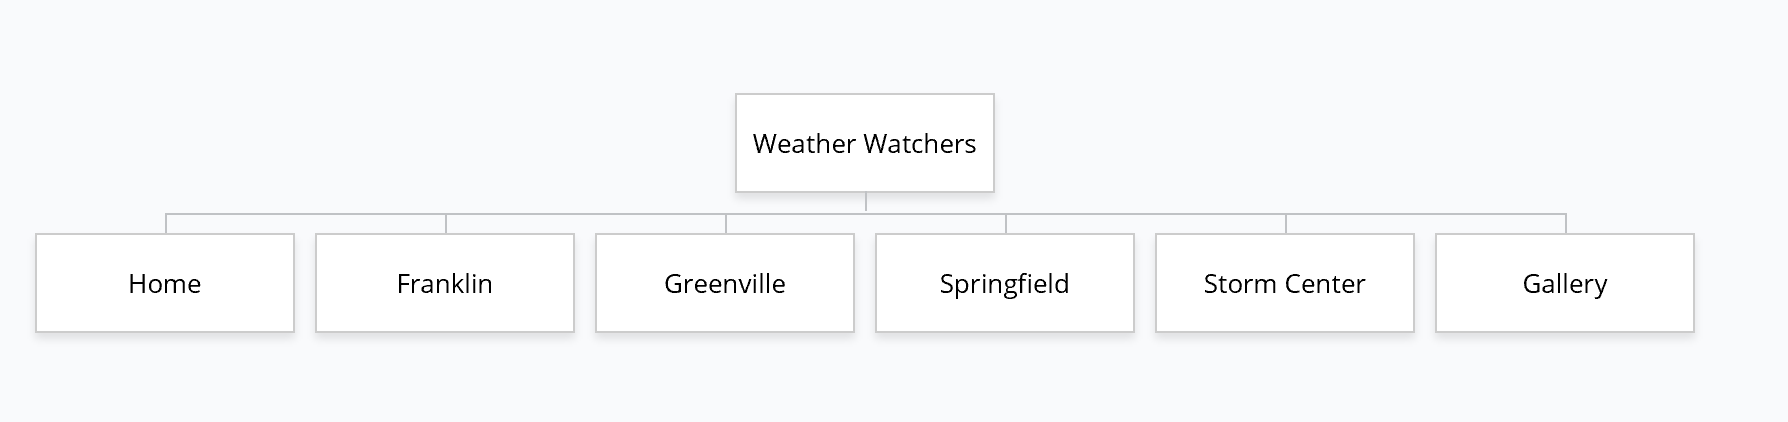 Weather Watchers
Home
Franklin
Greenville
Springfield
Storm Center
Gallery